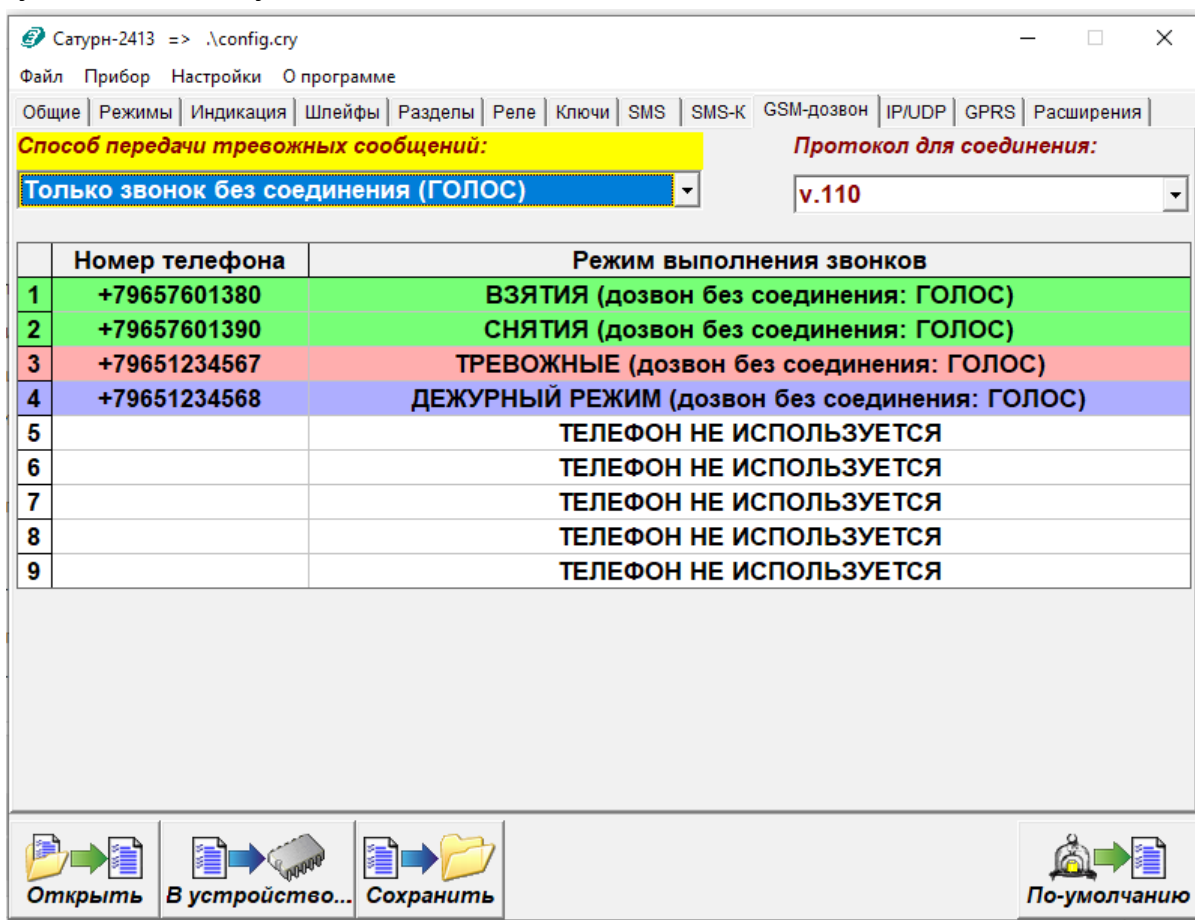 Сатурн-2413 => .\config.cry
Файл Прибор Настройки О программе
Общие Режимы Индикация Шлейфы Разделы Реле Ключи SMS SMS-K GSM-дозвон IP/UDP GPRS Расширения
Способ передачи тревожных сообщений: Протокол для соединения:
Только звонок без соединения (ГОЛОС) v.110
Номер телефона Режим выполнения звонков
1 +79657601380 ВЗЯТИЯ (дозвон без соединения: ГОЛОС)
2 +79657601390 СНЯТИЯ (дозвон без соединения: ГОЛОС)
3 +79651234567 ТРЕВОЖНЫЕ (дозвон без соединения: ГОЛОС)
4 +79651234568 ДЕЖУРНЫЙ РЕЖИМ (дозвон без соединения: ГОЛОС)
5 ТЕЛЕФОН НЕ ИСПОЛЬЗУЕТСЯ
6 ТЕЛЕФОН НЕ ИСПОЛЬЗУЕТСЯ
7 ТЕЛЕФОН НЕ ИСПОЛЬЗУЕТСЯ
8 ТЕЛЕФОН НЕ ИСПОЛЬЗУЕТСЯ
9 ТЕЛЕФОН НЕ ИСПОЛЬЗУЕТСЯ
Открыть В устройство... Сохранить По-умолчанию